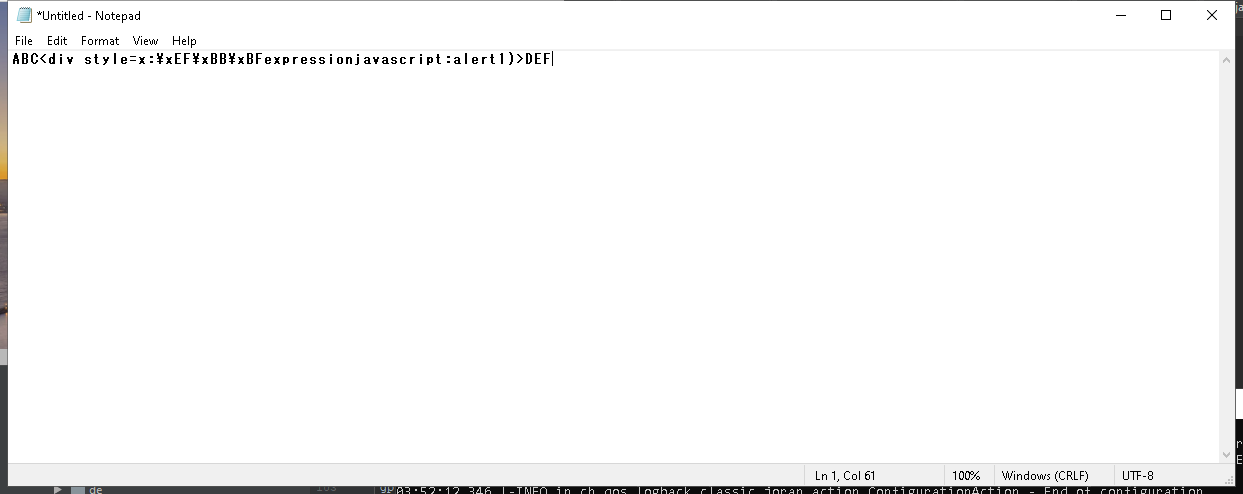 *Untitled - Notepad
File Edit Format View Help
ABC<div style=x:¥xEF¥xBB¥xBFexpressionjavascript:alert1)>DEF
Ln 1, Col 61 100% Windows (CRLF) UTF-8
de
03:52:12.346 |-INFO in ch.qos.logback.classic.joran.action.ConfigurationAction - End of configuration.